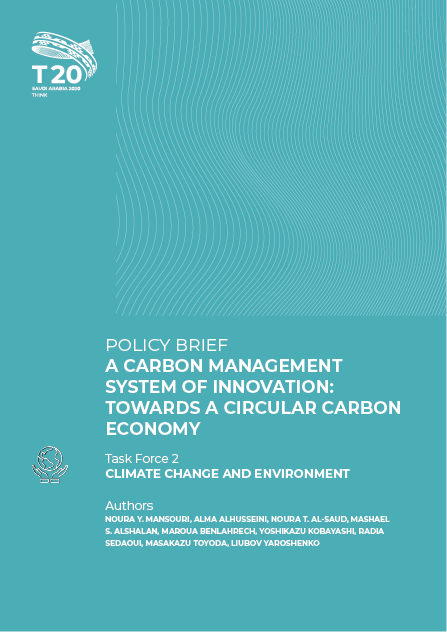 T20
SAUDI ARABIA 2020
THINK
POLICY BRIEF
A CARBON MANAGEMENT
SYSTEM OF INNOVATION:
TOWARDS A CIRCULAR CARBON
ECONOMY
Task Force 2
CLIMATE CHANGE AND ENVIRONMENT
Authors
NOURA Y. MANSOURI, ALMA ALHUSSEINI, NOURA T. AL-SAUD, MASHAEL
S. ALSHALAN, MAROUA BENLAHRECH, YOSHIKAZU KOBAYASHI, RADIA
SEDAOUI, MASAKAZU TOYODA, LIUBOV YAROSHENKO